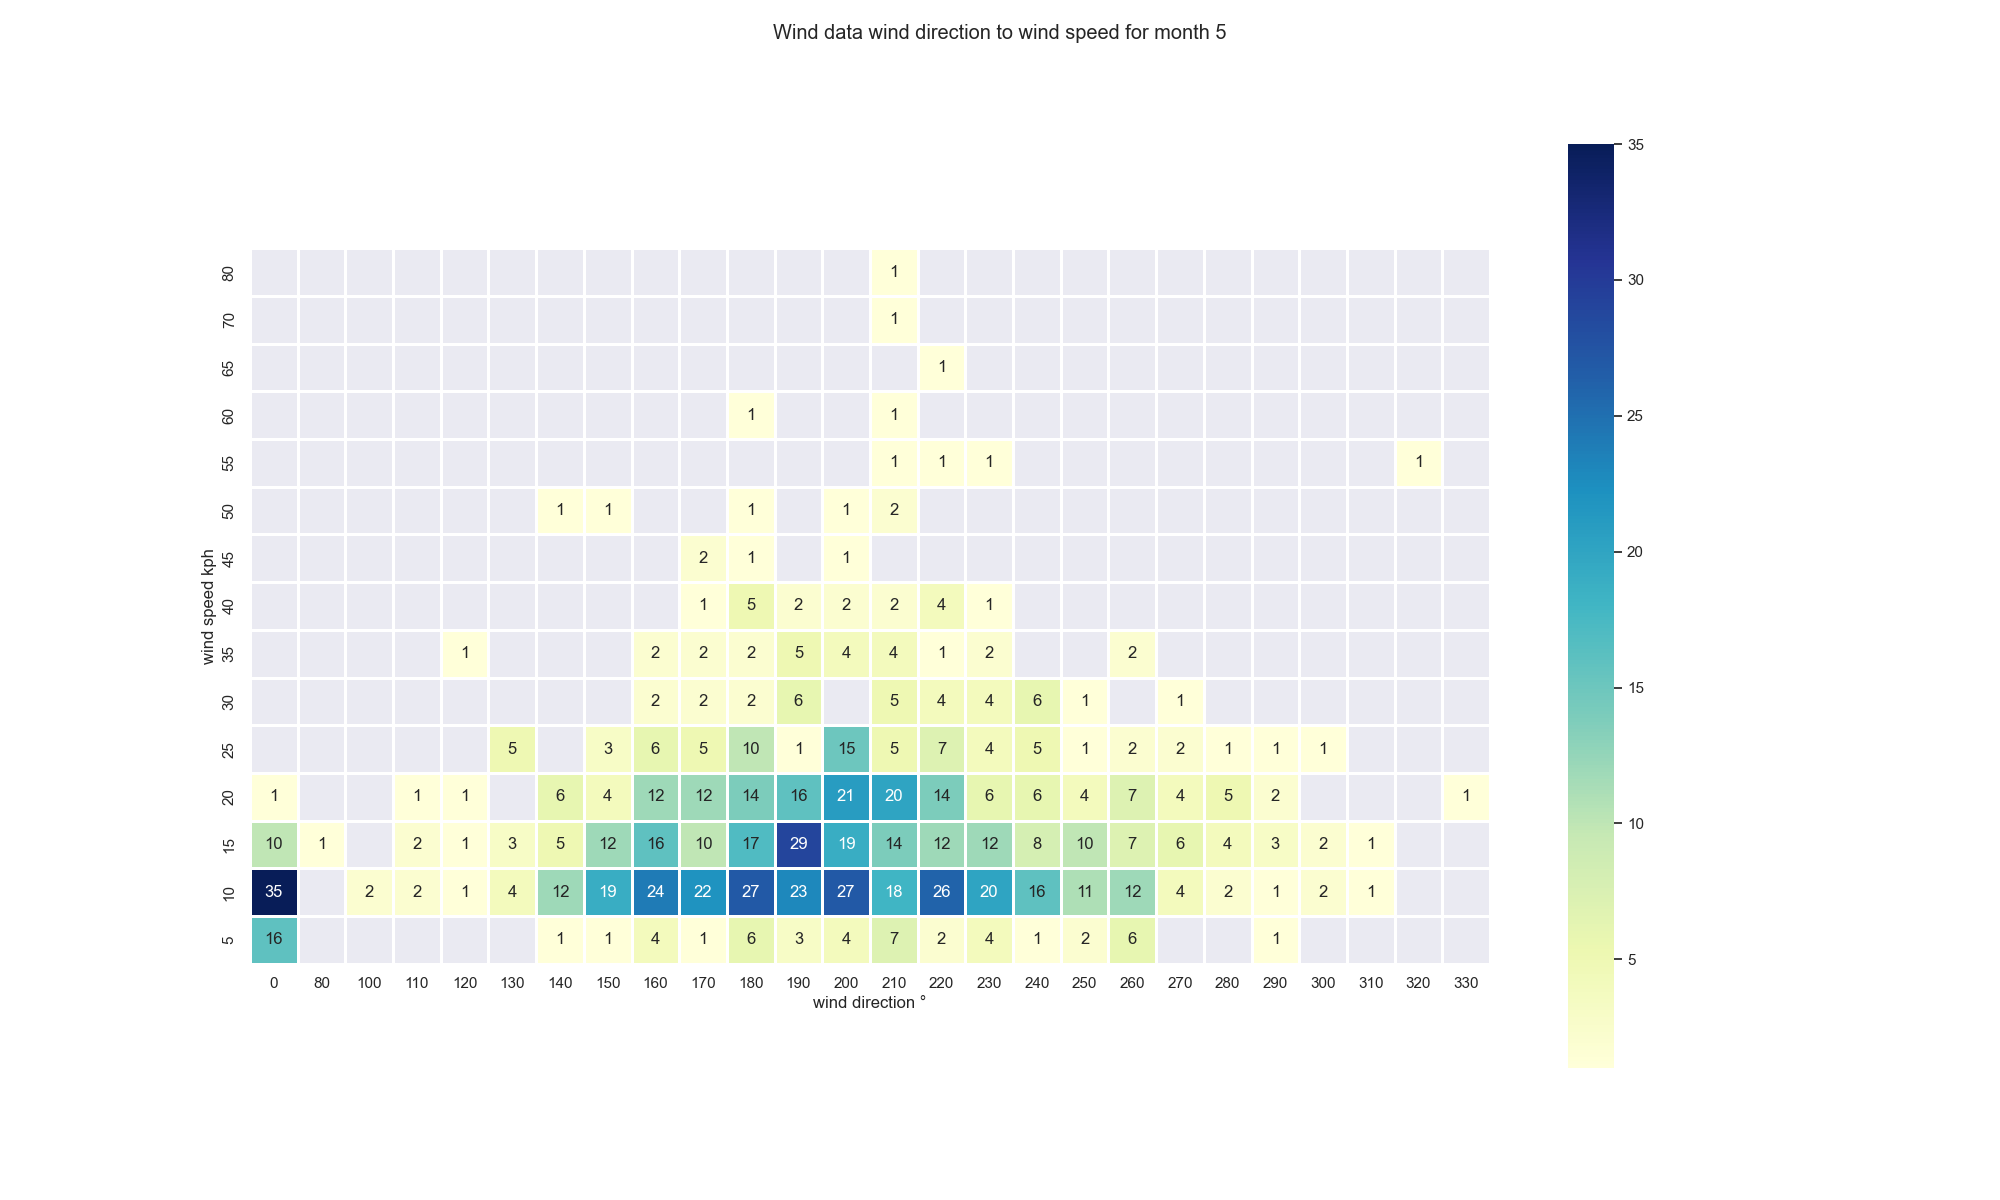 Wind data wind direction to wind speed for month 5
35
30
25
20
15
10
5
wind speed kph
80 1
70 1
65 1
60 1 1
55 1 1 1 1
50 1 1 1 1 2
45 2 1 1
40 1 5 2 2 2 4 1
35 1 2 2 2 5 4 4 1 2 2
30 2 2 2 6 5 4 4 6 1 1
25 5 3 6 5 10 1 15 5 7 4 5 1 2 2 1 1 1
20 1 1 1 6 4 12 12 14 16 21 20 14 6 6 4 7 4 5 2 1
15 10 1 2 1 3 5 12 16 10 17 29 19 14 12 12 8 10 7 6 4 3 2 1
10 35 2 2 1 4 12 19 24 22 27 23 27 18 26 20 16 11 12 4 2 1 2 1
5 16 1 1 4 1 6 3 4 7 2 4 1 2 6 1
0 80 100 110 120 130 140 150 160 170 180 190 200 210 220 230 240 250 260 270 280 290 300 310 320 330
wind direction °